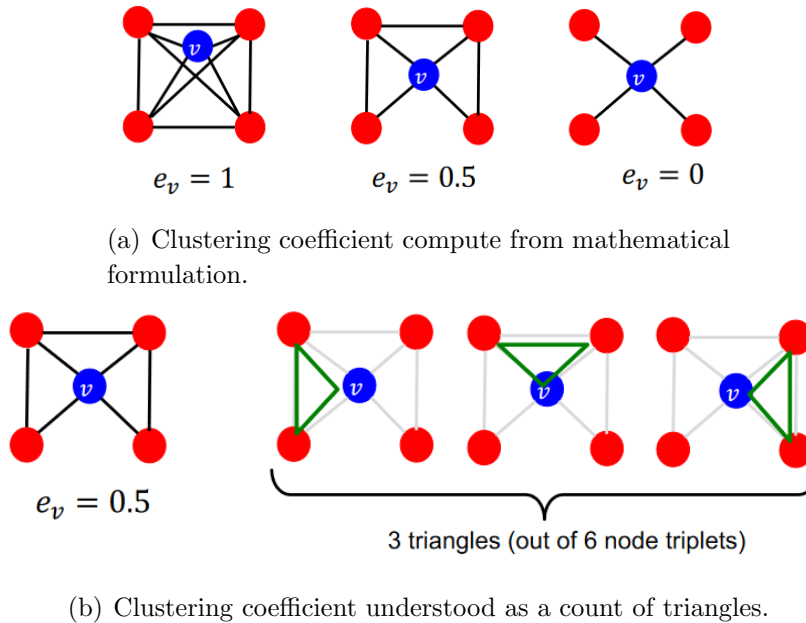 v v v
e_v = 1 e_v = 0.5 e_v = 0
(a) Clustering coefficient compute from mathematical
formulation.
v v v v
e_v = 0.5
3 triangles (out of 6 node triplets)
(b) Clustering coefficient understood as a count of triangles.